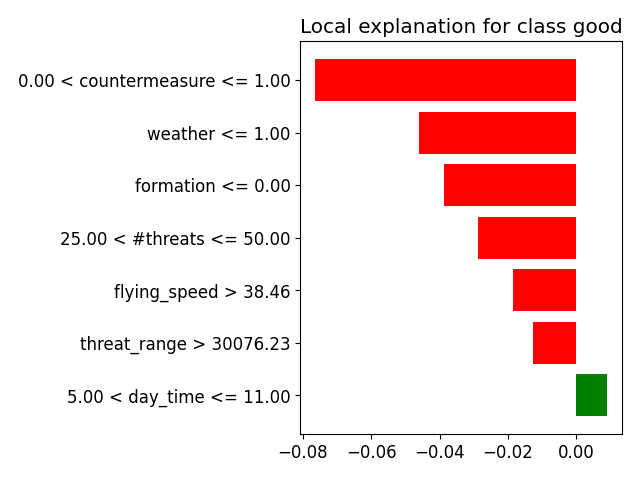 Local explanation for class good
0.00 < countermeasure <= 1.00
weather <= 1.00
formation <= 0.00
25.00 < #threats <= 50.00
flying_speed > 38.46
threat_range > 30076.23
5.00 < day_time <= 11.00
−0.08 −0.06 −0.04 −0.02 0.00